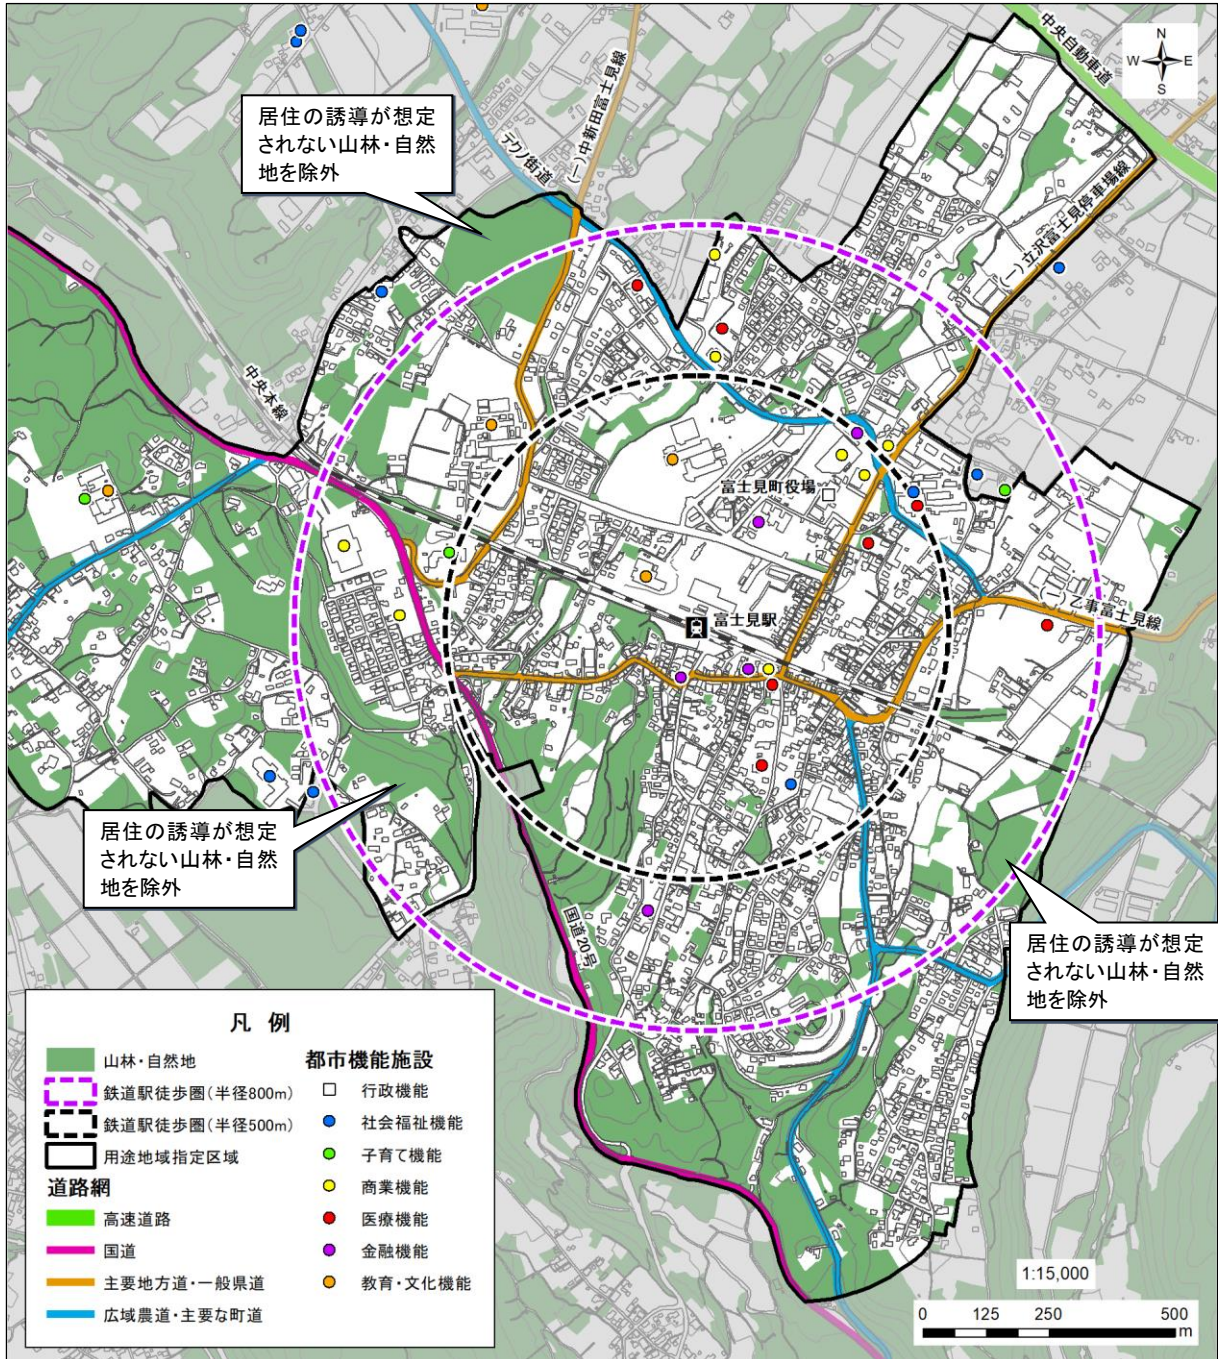 中央自動車道
N
W E
S
居住の誘導が想定
されない山林・自然
地を除外
テクノ街道
(一)中新田富士見線
(一)立沢富士見停車場線
中央本線
富士見町役場
富士見駅
(一)乙事富士見線
居住の誘導が想定
されない山林・自然
地を除外
国道20号
居住の誘導が想定
されない山林・自然
地を除外
凡 例
山林・自然地
鉄道駅徒歩圏(半径800m)
鉄道駅徒歩圏(半径500m)
用途地域指定区域
道路網
高速道路
国道
主要地方道・一般県道
広域農道・主要な町道
都市機能施設
行政機能
社会福祉機能
子育て機能
商業機能
医療機能
金融機能
教育・文化機能
1:15,000
0 125 250 500
m